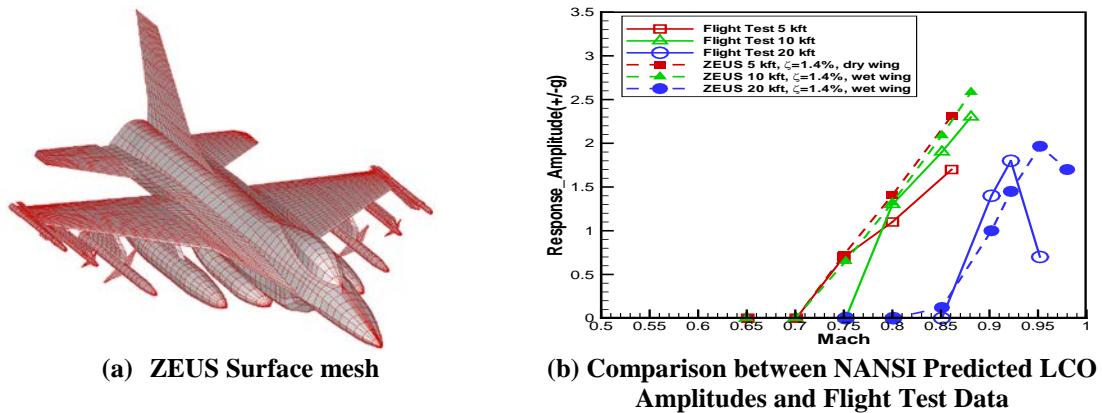 3.5
3
2.5
2
1.5
1
0.5
0
Response_Amplitude(+/-g)
Flight Test 5 kft
Flight Test 10 kft
Flight Test 20 kft
ZEUS 5 kft, ζ=1.4%, dry wing
ZEUS 10 kft, ζ=1.4%, wet wing
ZEUS 20 kft, ζ=1.4%, wet wing
0.5 0.55 0.6 0.65 0.7 0.75 0.8 0.85 0.9 0.95 1
Mach
(a) ZEUS Surface mesh
(b) Comparison between NANSI Predicted LCO
Amplitudes and Flight Test Data